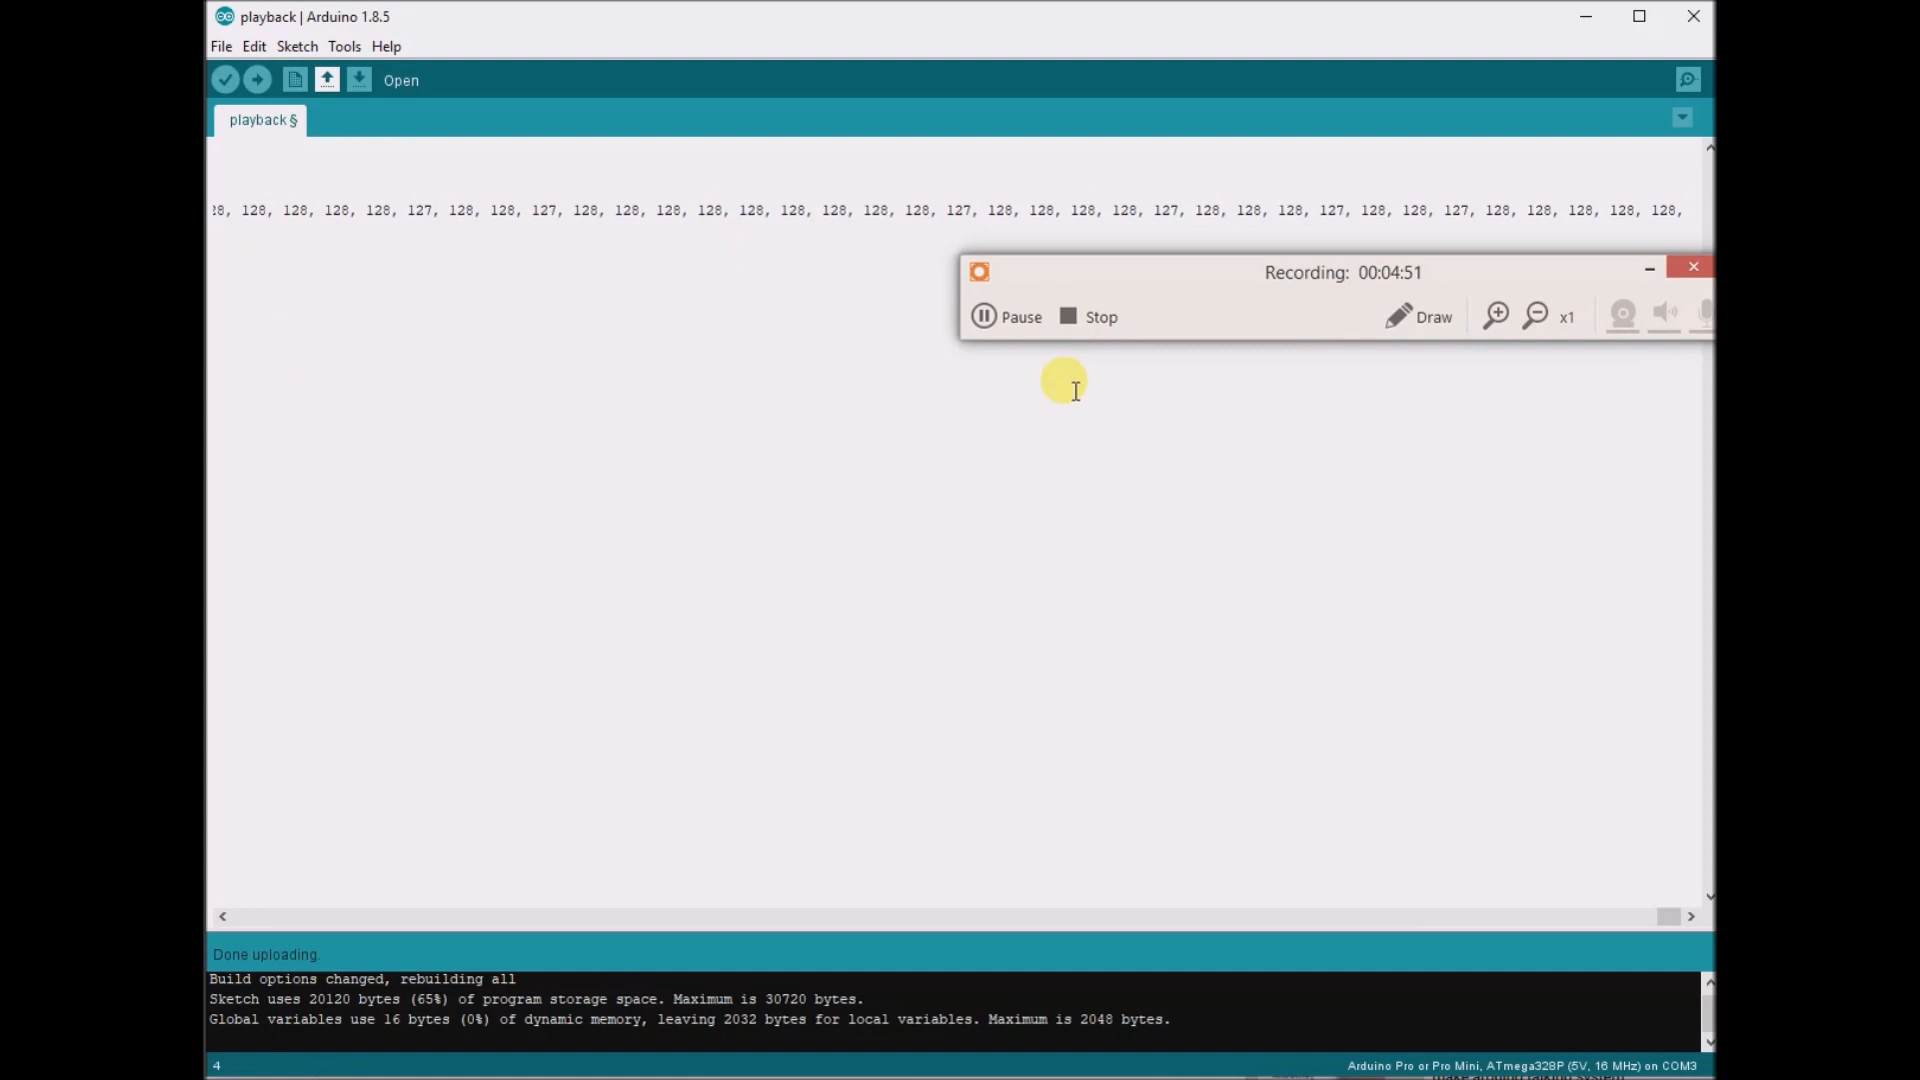 playback | Arduino 1.8.5
File Edit Sketch Tools Help
Open
playback §
28, 128, 128, 128, 128, 127, 128, 128, 127, 128, 128, 128, 128, 128, 128, 128, 128, 128, 127, 128, 128, 128, 128, 127, 128, 128, 128, 127, 128, 128, 127, 128, 128, 128, 128, 128,
Recording: 00:04:51
Pause Stop Draw x1
Done uploading.
Build options changed, rebuilding all
Sketch uses 20120 bytes (65%) of program storage space. Maximum is 30720 bytes.
Global variables use 16 bytes (0%) of dynamic memory, leaving 2032 bytes for local variables. Maximum is 2048 bytes.
4 Arduino Pro or Pro Mini, ATmega328P (5V, 16 MHz) on COM3